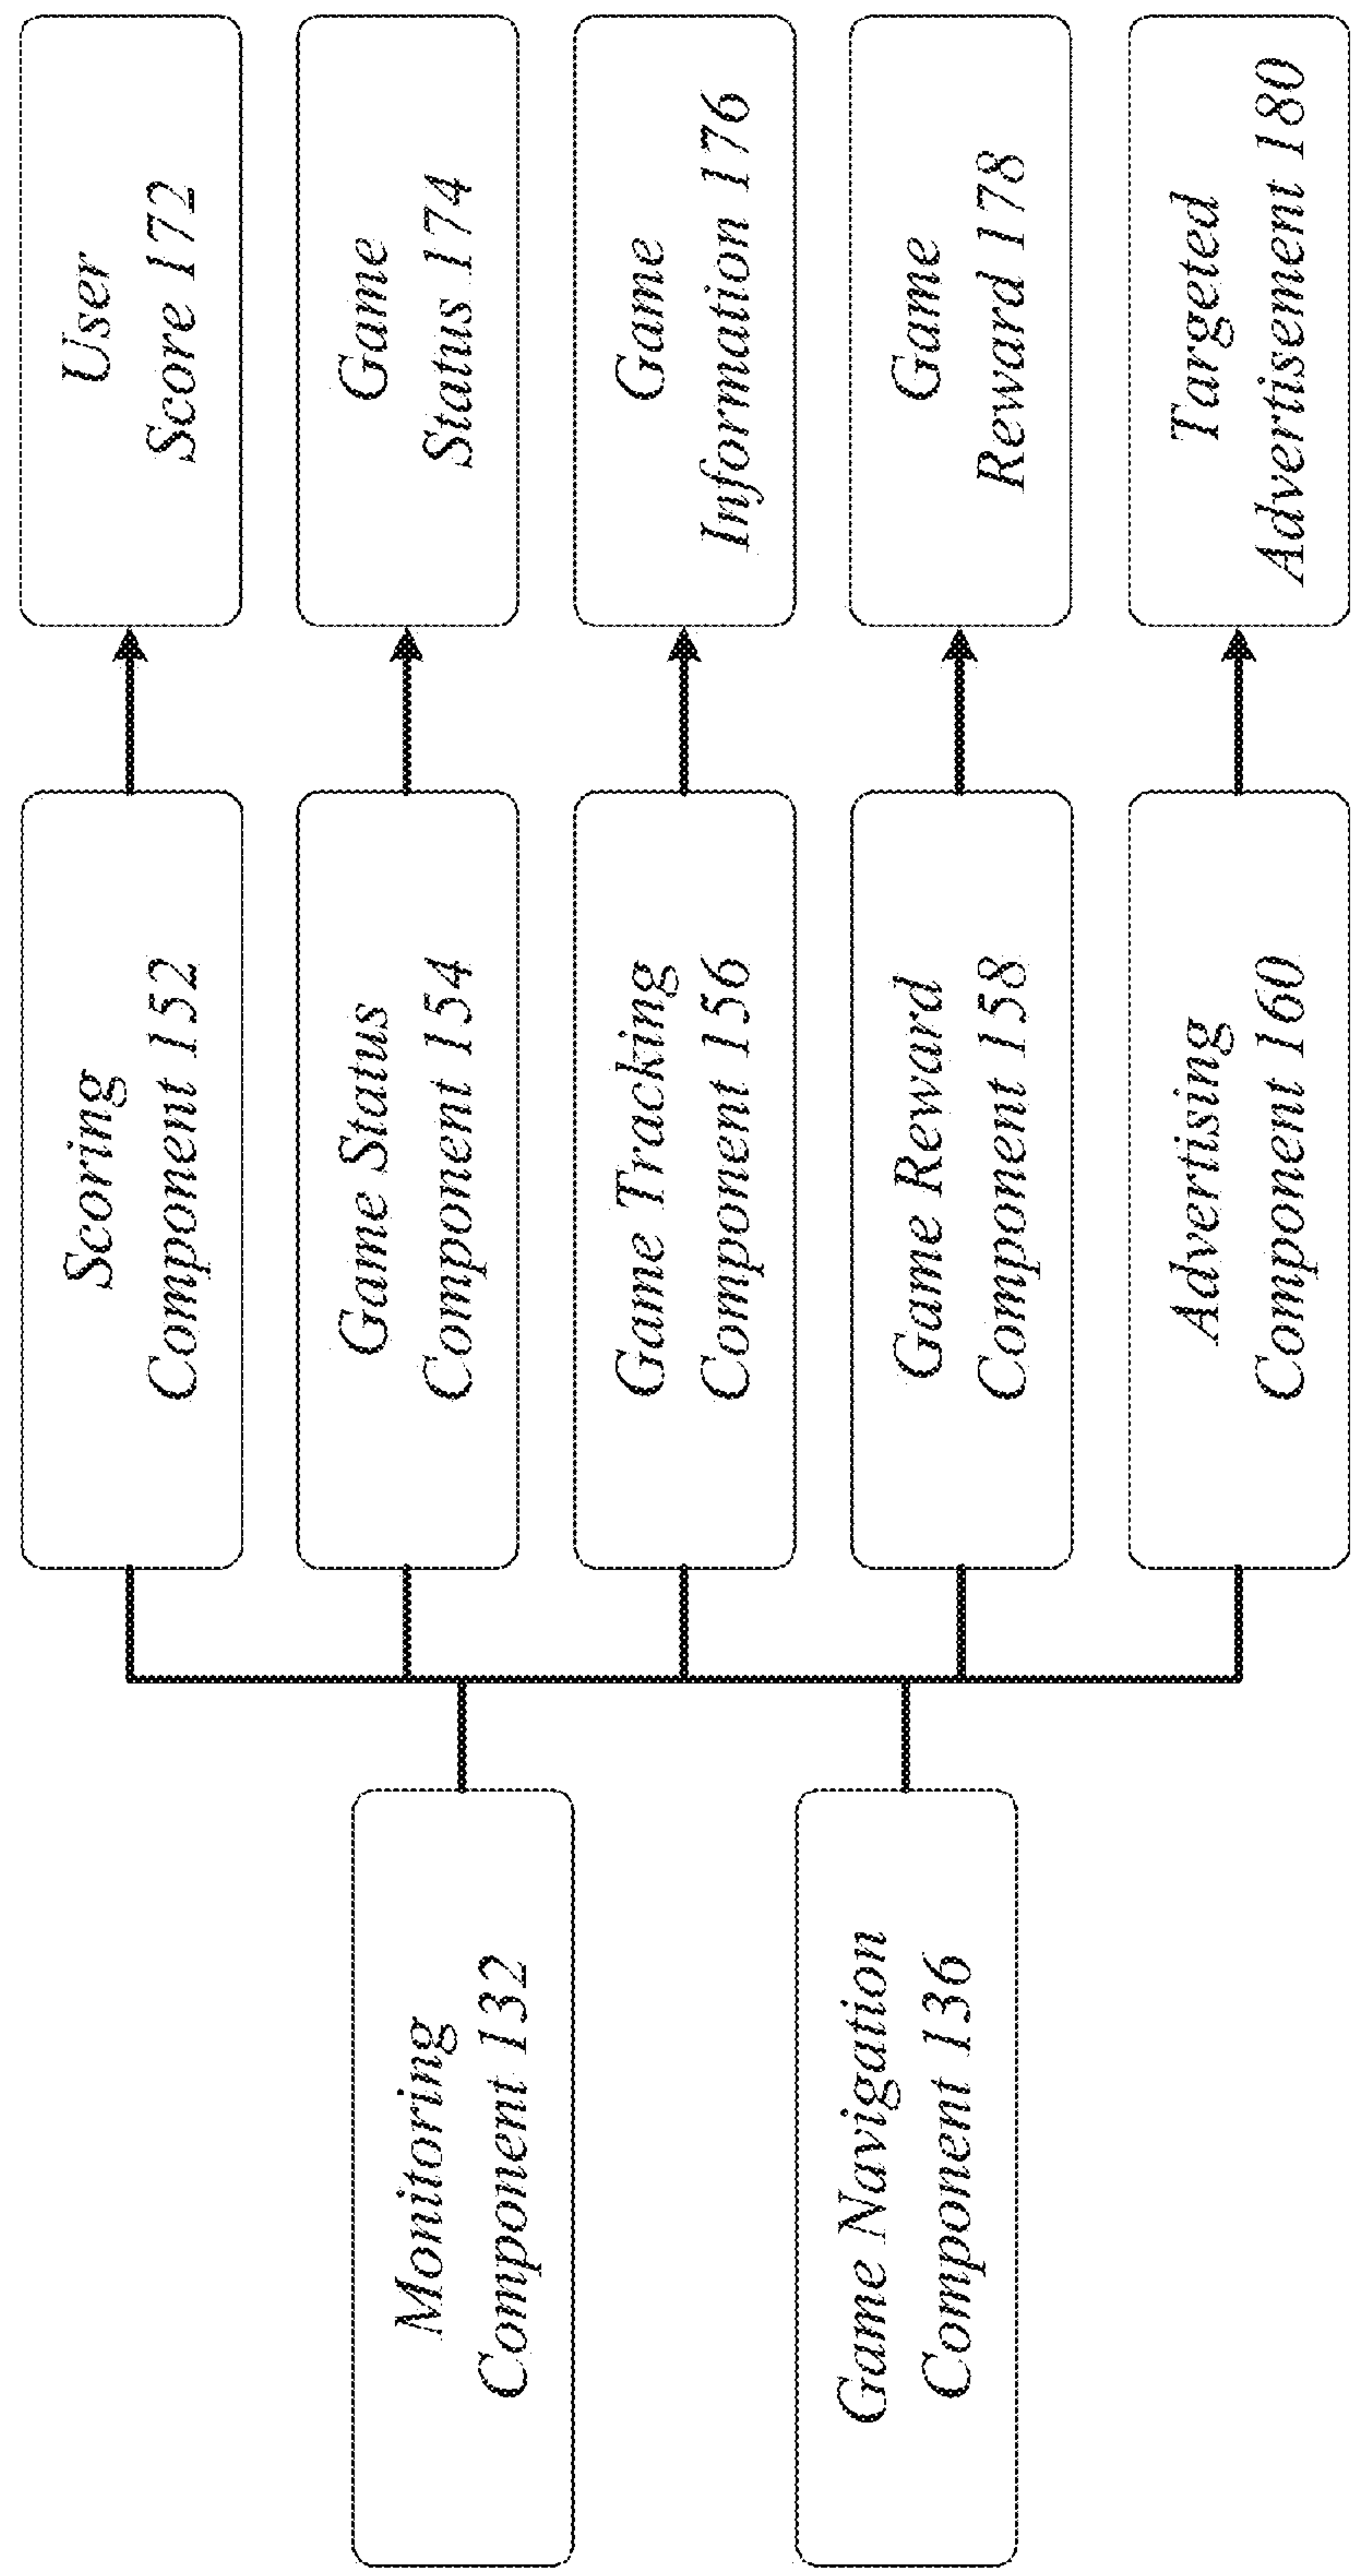 Monitoring
Component 132
Game Navigation
Component 136
Scoring
Component 152
Game Status
Component 154
Game Tracking
Component 156
Game Reward
Component 158
Advertising
Component 160
User
Score 172
Game
Status 174
Game
Information 176
Game
Reward 178
Targeted
Advertisement 180